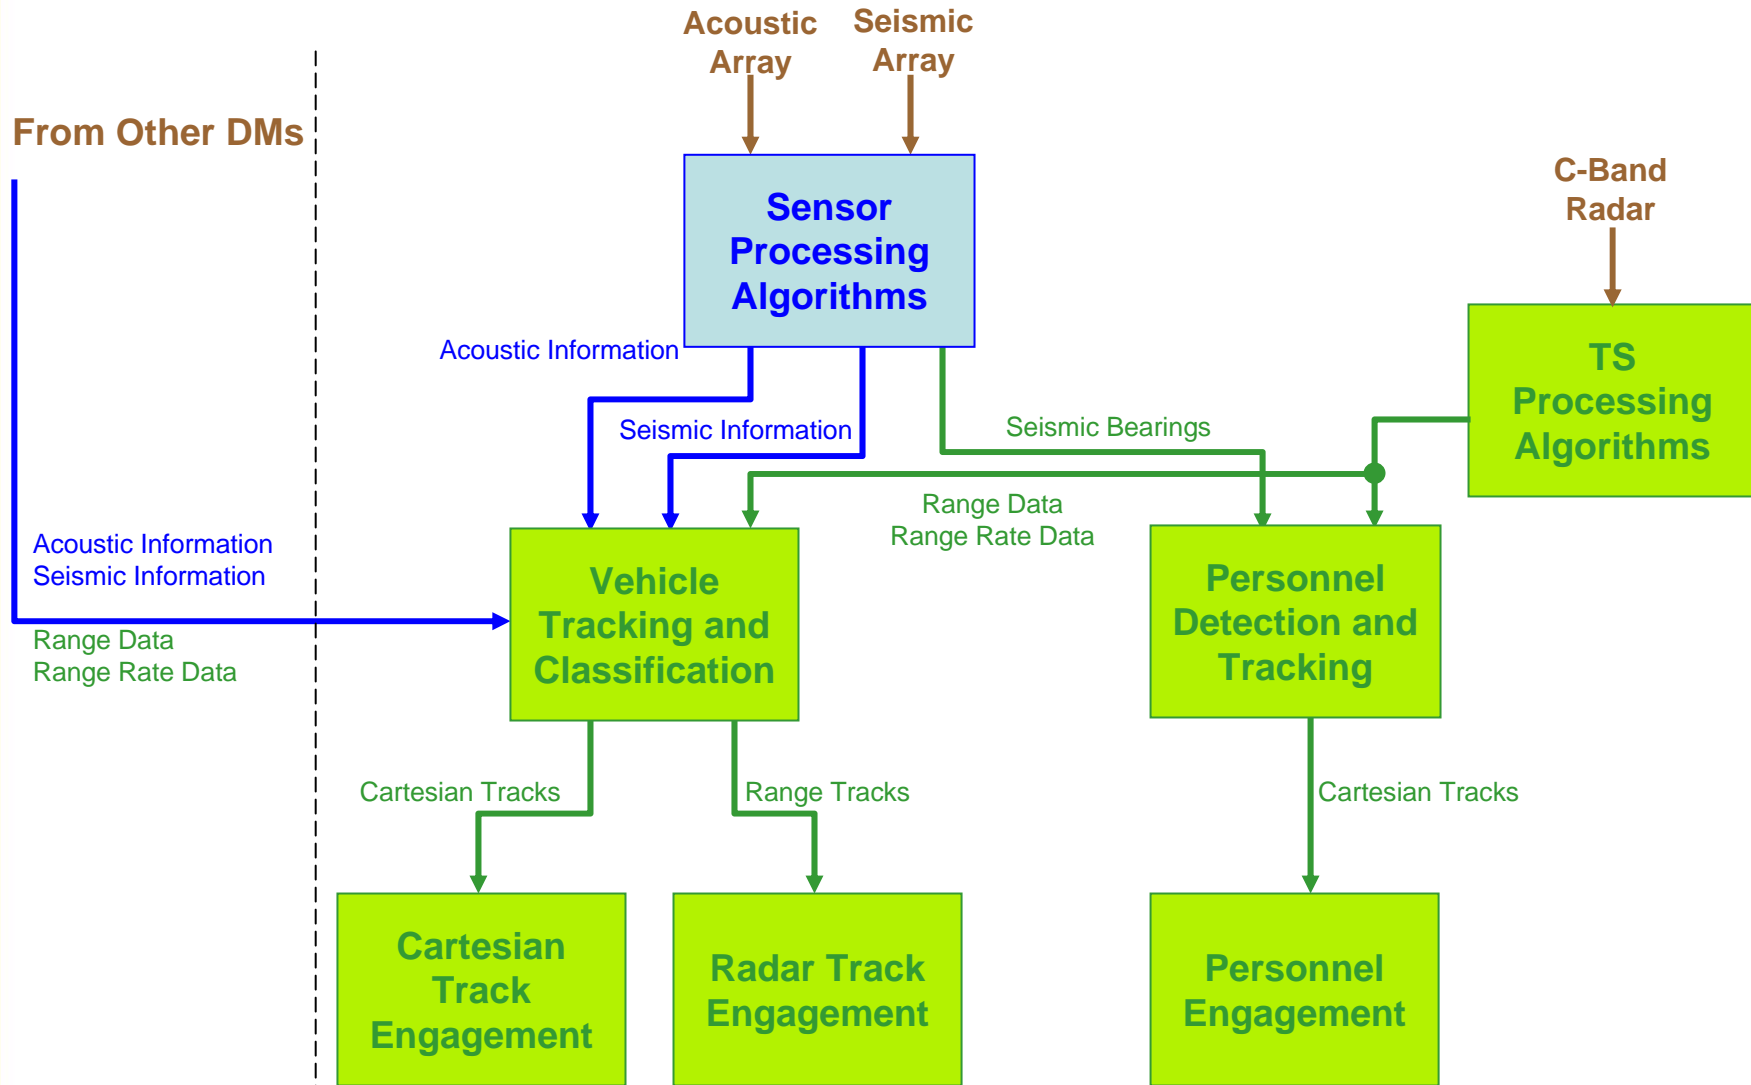 Acoustic
Array
Seismic
Array
From Other DMs
C-Band
Radar
Sensor
Processing
Algorithms
TS
Processing
Algorithms
Acoustic Information
Seismic Information
Seismic Bearings
Range Data
Range Rate Data
Acoustic Information
Seismic Information
Range Data
Range Rate Data
Vehicle
Tracking and
Classification
Personnel
Detection and
Tracking
Cartesian Tracks
Range Tracks
Cartesian Tracks
Cartesian
Track
Engagement
Radar Track
Engagement
Personnel
Engagement